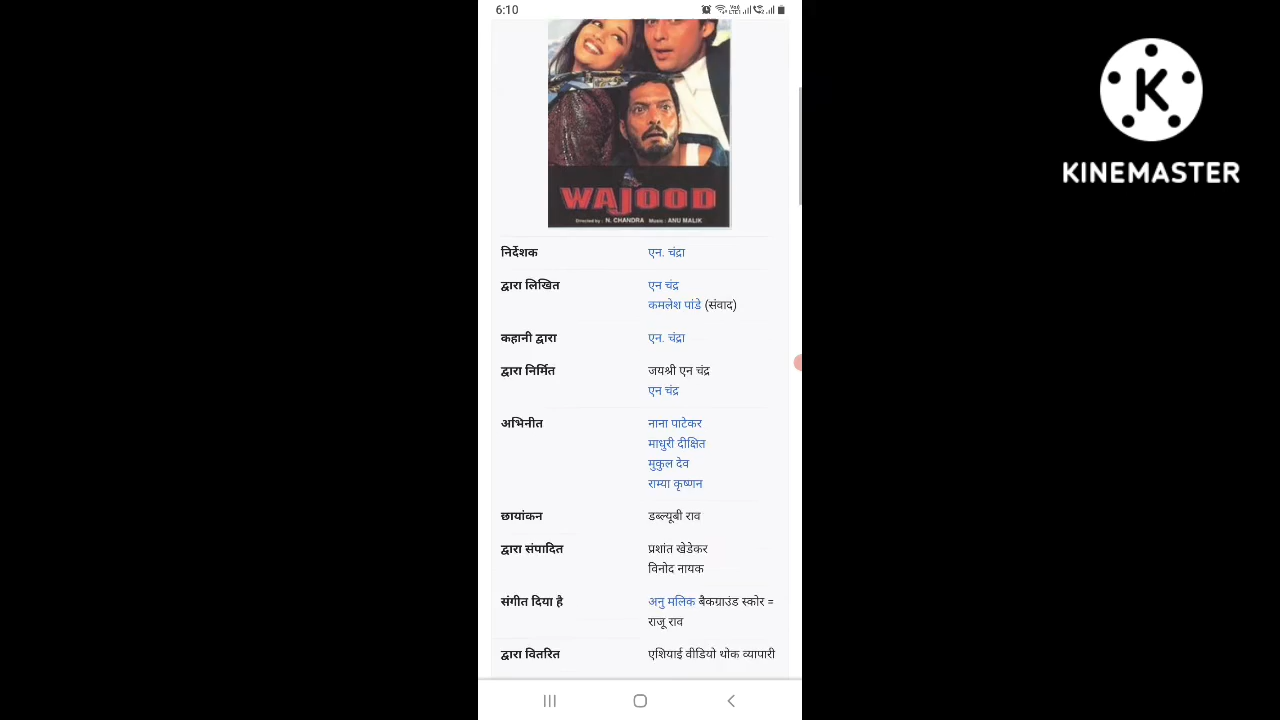 6:10
KINEMASTER
WAJOOD
Directed by : N. CHANDRA Music : ANU MALIK
निर्देशक एन. चंद्रा
द्वारा लिखित एन चंद्र
कमलेश पांडे (संवाद)
कहानी द्वारा एन. चंद्रा
द्वारा निर्मित जयश्री एन चंद्र
एन चंद्र
अभिनीत नाना पाटेकर
माधुरी दीक्षित
मुकुल देव
राम्या कृष्णन
छायांकन डब्ल्यूबी राव
द्वारा संपादित प्रशांत खेडेकर
विनोद नायक
संगीत दिया है अनु मलिक बैकग्राउंड स्कोर =
राजू राव
द्वारा वितरित एशियाई वीडियो थोक व्यापारी